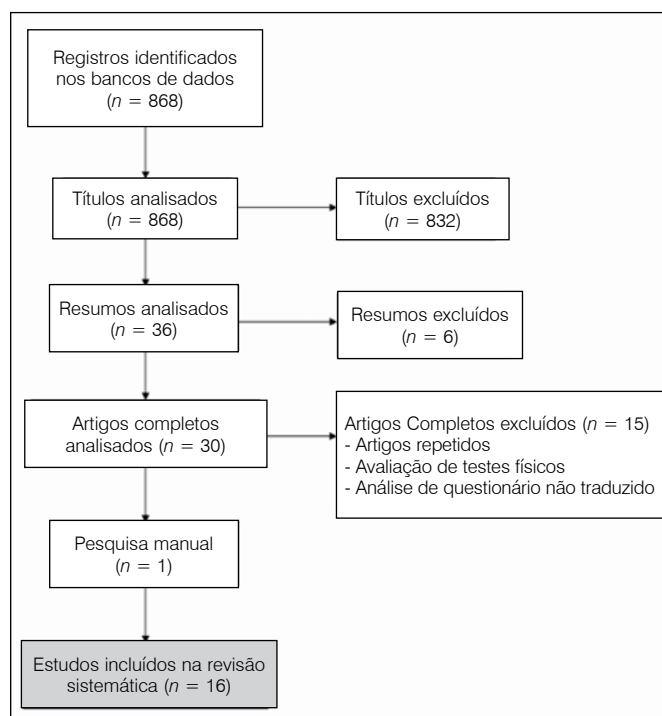 Registros identificados
nos bancos de dados
(n = 868)
Títulos analisados
(n = 868)
Títulos excluídos
(n = 832)
Resumos analisados
(n = 36)
Resumos excluídos
(n = 6)
Artigos completos
analisados (n = 30)
Artigos Completos excluídos (n = 15)
- Artigos repetidos
- Avaliação de testes físicos
- Análise de questionário não traduzido
Pesquisa manual
(n = 1)
Estudos incluídos na revisão
sistemática (n = 16)